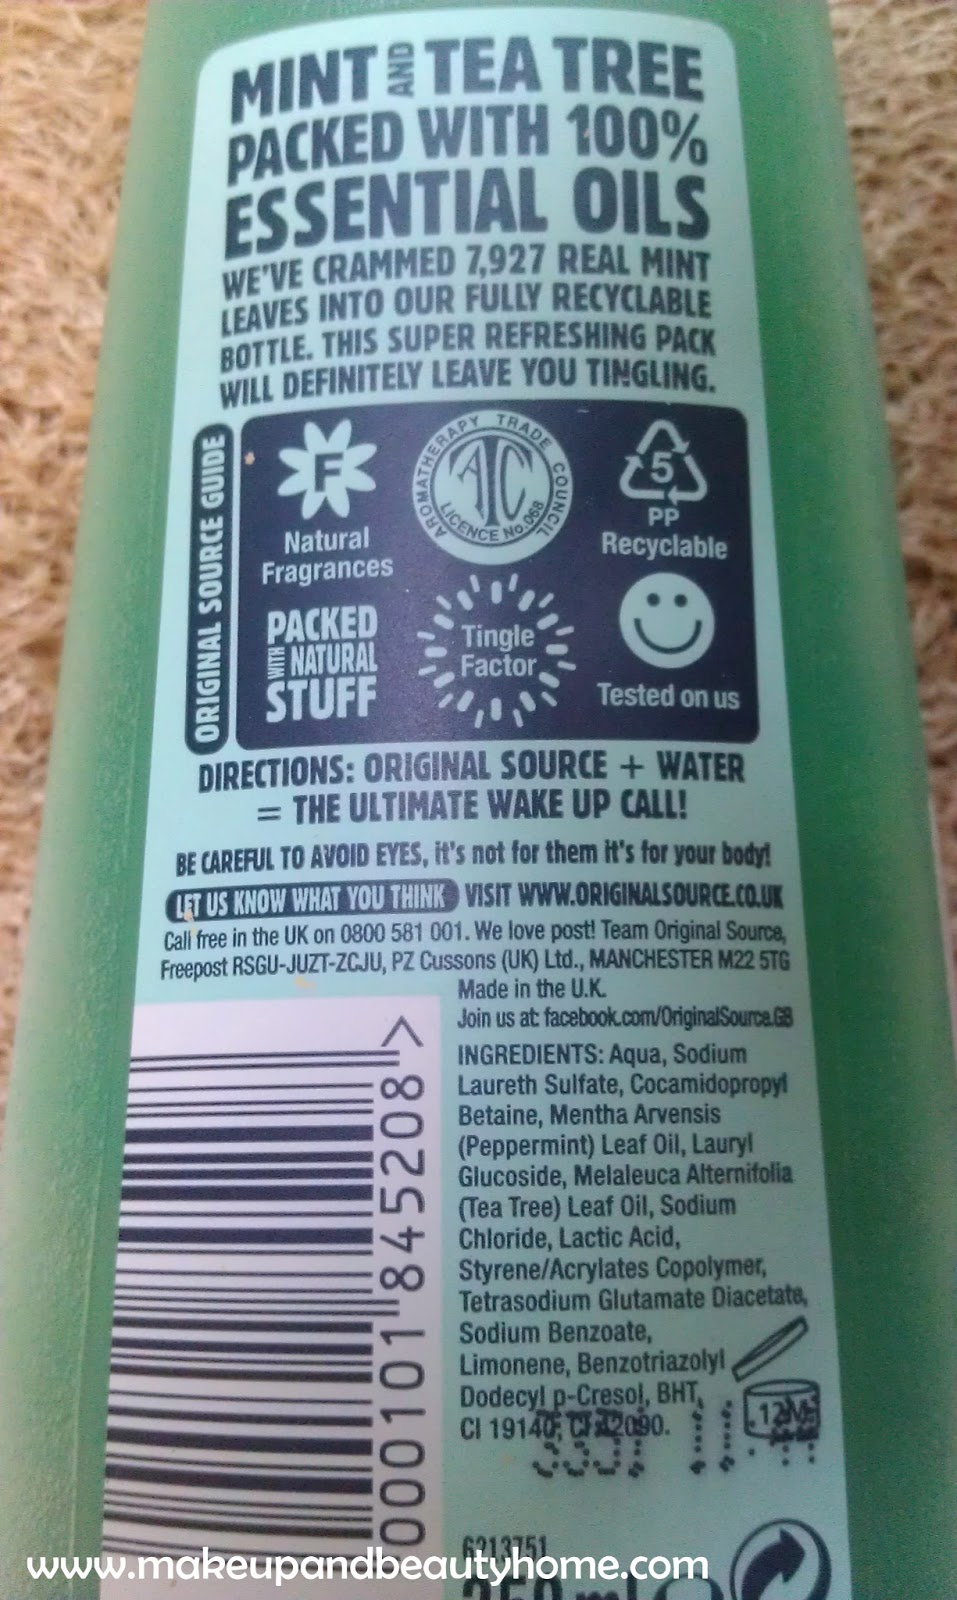 MINT AND TEA TREE
PACKED WITH 100%
ESSENTIAL OILS
WE'VE CRAMMED 7,927 REAL MINT
LEAVES INTO OUR FULLY RECYCLABLE
BOTTLE. THIS SUPER REFRESHING PACK
WILL DEFINITELY LEAVE YOU TINGLING.
ORIGINAL SOURCE GUIDE
F
Natural
Fragrances
AROMATHERAPY TRADE COUNCIL
ATC
LICENCE No.068
5
PP
Recyclable
PACKED
WITH NATURAL
STUFF
Tingle
Factor
Tested on us
DIRECTIONS: ORIGINAL SOURCE + WATER
= THE ULTIMATE WAKE UP CALL!
BE CAREFUL TO AVOID EYES, it's not for them it's for your body!
LET US KNOW WHAT YOU THINK VISIT WWW.ORIGINALSOURCE.CO.UK
Call free in the UK on 0800 581 001. We love post! Team Original Source,
Freepost RSGU-JUZT-ZCJU, PZ Cussons (UK) Ltd., MANCHESTER M22 5TG
Made in the U.K.
Join us at: facebook.com/OriginalSource.GB
INGREDIENTS: Aqua, Sodium
Laureth Sulfate, Cocamidopropyl
Betaine, Mentha Arvensis
(Peppermint) Leaf Oil, Lauryl
Glucoside, Melaleuca Alternifolia
(Tea Tree) Leaf Oil, Sodium
Chloride, Lactic Acid,
Styrene/Acrylates Copolymer,
Tetrasodium Glutamate Diacetate,
Sodium Benzoate,
Limonene, Benzotriazolyl
Dodecyl p-Cresol, BHT,
CI 19140, CI 42090.
12M
000101 845208 >
6213751
250 ml
www.makeupandbeautyhome.com